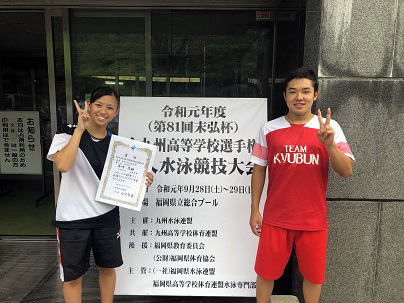 お知らせ
令和元年度
(第81回末弘杯)
九州高等学校選手権
人水泳競技大会
令和元年9月28日(土)~29日
場 福岡県立総合プール
主催:九州水泳連盟
共催:九州高等学校体育連盟
後援:福岡県教育委員会
(公財)福岡県体育協会
主管:(一社)福岡県水泳連盟
福岡県高等学校体育連盟水泳専門部
TEAM
KYUBUN